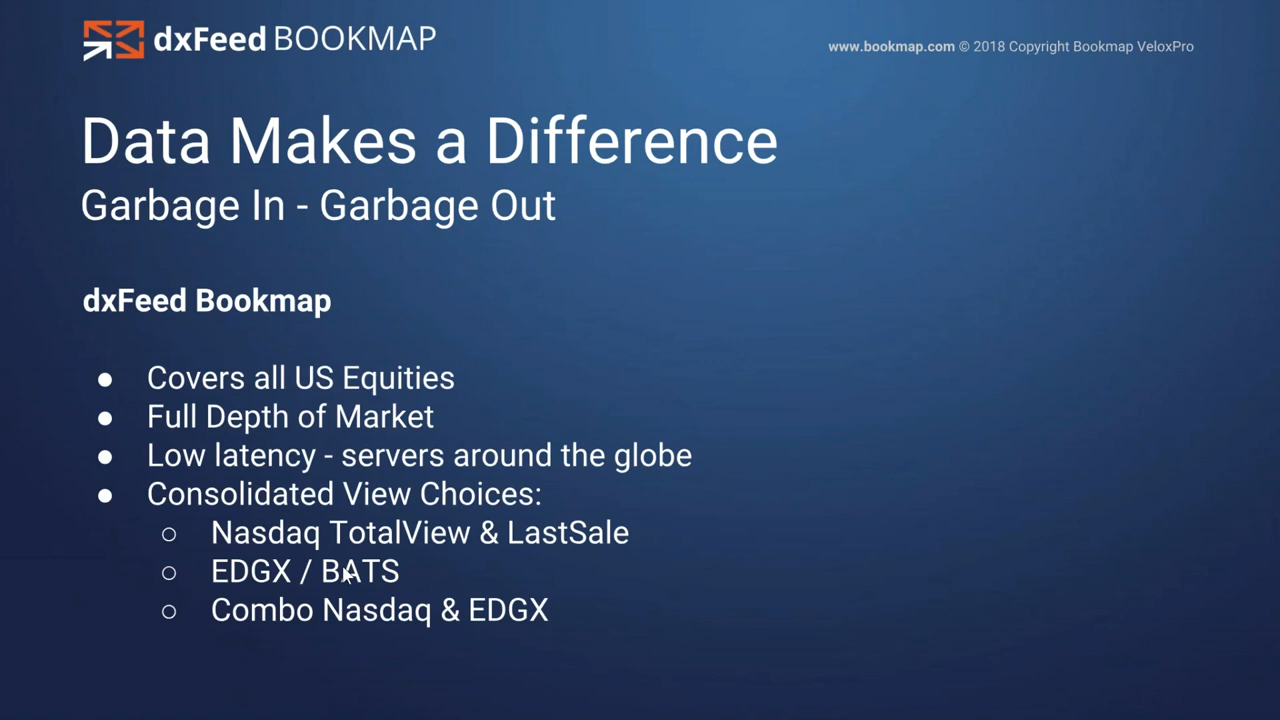 dxFeed BOOKMAP
www.bookmap.com © 2018 Copyright Bookmap VeloxPro
Data Makes a Difference
Garbage In - Garbage Out
dxFeed Bookmap
● Covers all US Equities
● Full Depth of Market
● Low latency - servers around the globe
● Consolidated View Choices:
○ Nasdaq TotalView & LastSale
○ EDGX / BATS
○ Combo Nasdaq & EDGX